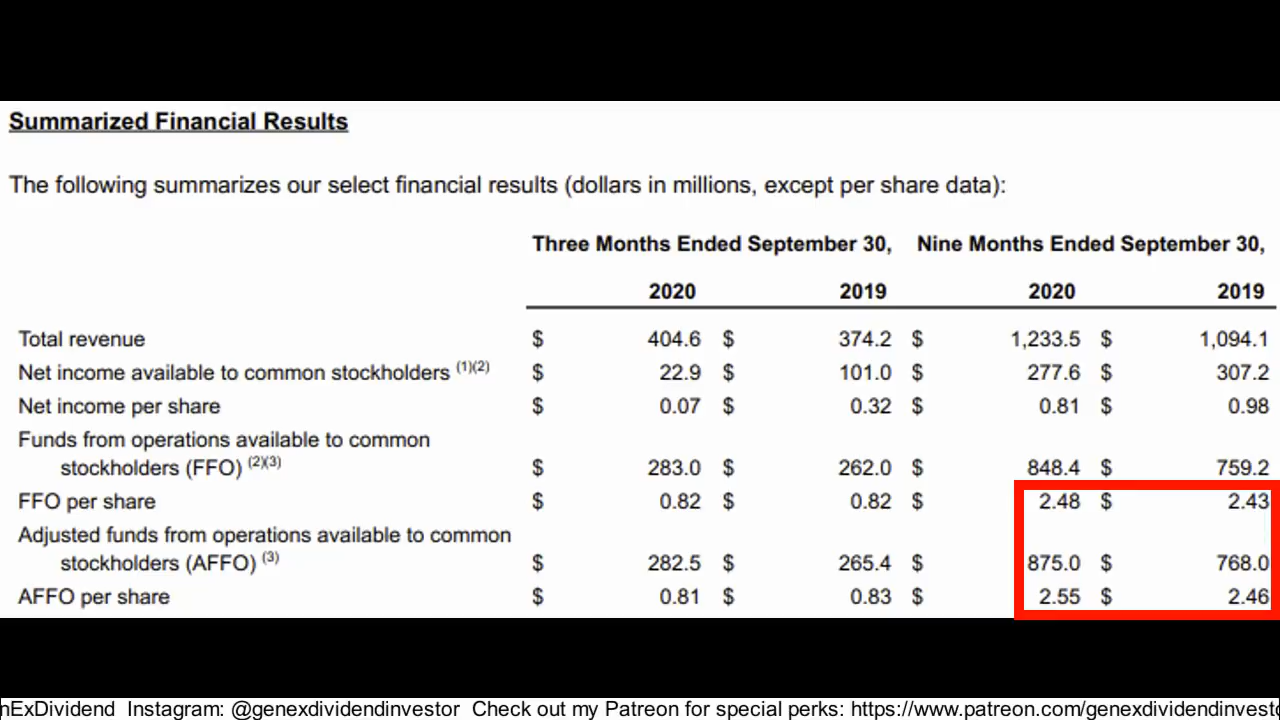 Summarized Financial Results
The following summarizes our select financial results (dollars in millions, except per share data):
Three Months Ended September 30, Nine Months Ended September 30,
2020 2019 2020 2019
Total revenue $ 404.6 $ 374.2 $ 1,233.5 $ 1,094.1
Net income available to common stockholders (1)(2) $ 22.9 $ 101.0 $ 277.6 $ 307.2
Net income per share $ 0.07 $ 0.32 $ 0.81 $ 0.98
Funds from operations available to common
stockholders (FFO) (2)(3) $ 283.0 $ 262.0 $ 848.4 $ 759.2
FFO per share $ 0.82 $ 0.82 $ 2.48 $ 2.43
Adjusted funds from operations available to common
stockholders (AFFO) (3) $ 282.5 $ 265.4 $ 875.0 $ 768.0
AFFO per share $ 0.81 $ 0.83 $ 2.55 $ 2.46
nExDividend Instagram: @genexdividendinvestor Check out my Patreon for special perks: https://www.patreon.com/genexdividendinvesto